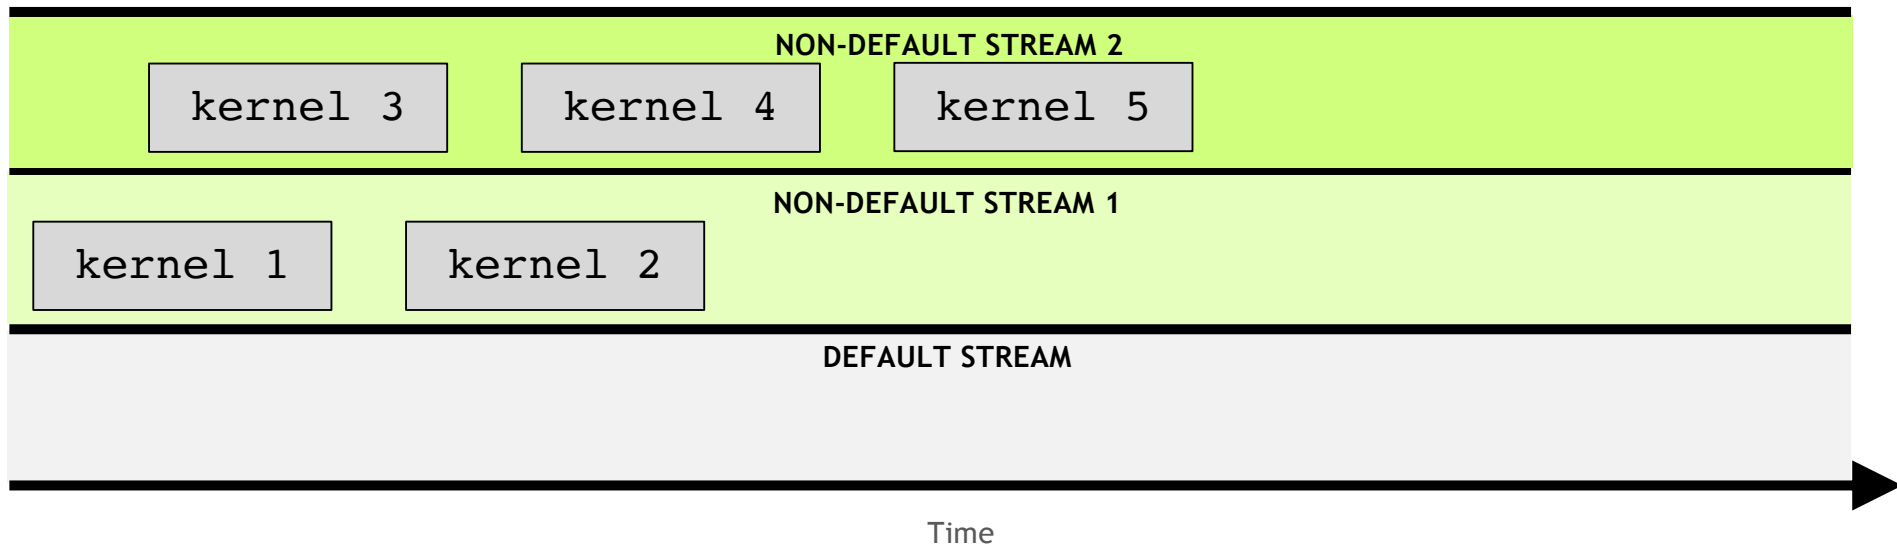 NON-DEFAULT STREAM 2
kernel 3 kernel 4 kernel 5
NON-DEFAULT STREAM 1
kernel 1 kernel 2
DEFAULT STREAM
Time